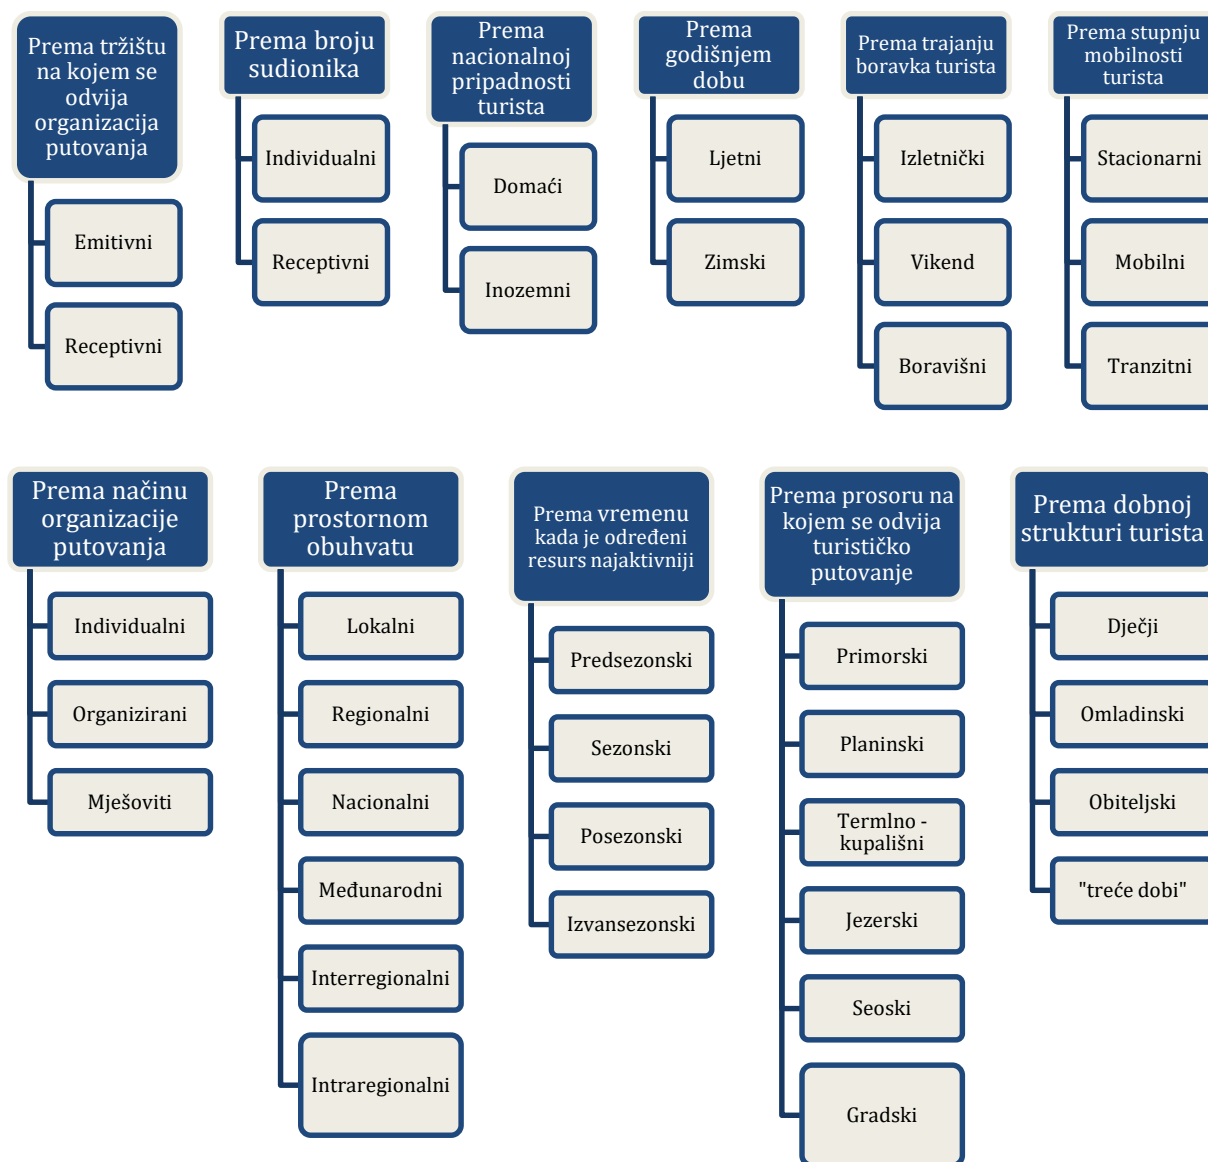 Prema tržištu
na kojem se
odvija
organizacija
putovanja
Emitivni
Receptivni
Prema broju
sudionika
Individualni
Receptivni
Prema
nacionalnoj
pripadnosti
turista
Domaći
Inozemni
Prema
godišnjem
dobu
Ljetni
Zimski
Prema trajanju
boravka turista
Izletnički
Vikend
Boravišni
Prema stupnju
mobilnosti
turista
Stacionarni
Mobilni
Tranzitni
Prema načinu
organizacije
putovanja
Individualni
Organizirani
Mješoviti
Prema
prostornom
obuhvatu
Lokalni
Regionalni
Nacionalni
Međunarodni
Interregionalni
Intraregionalni
Prema vremenu
kada je određeni
resurs najaktivniji
Predsezonski
Sezonski
Posezonski
Izvansezonski
Prema prosoru na
kojem se odvija
turističko
putovanje
Primorski
Planinski
Termlno -
kupališni
Jezerski
Seoski
Gradski
Prema dobnoj
strukturi turista
Dječji
Omladinski
Obiteljski
"treće dobi"